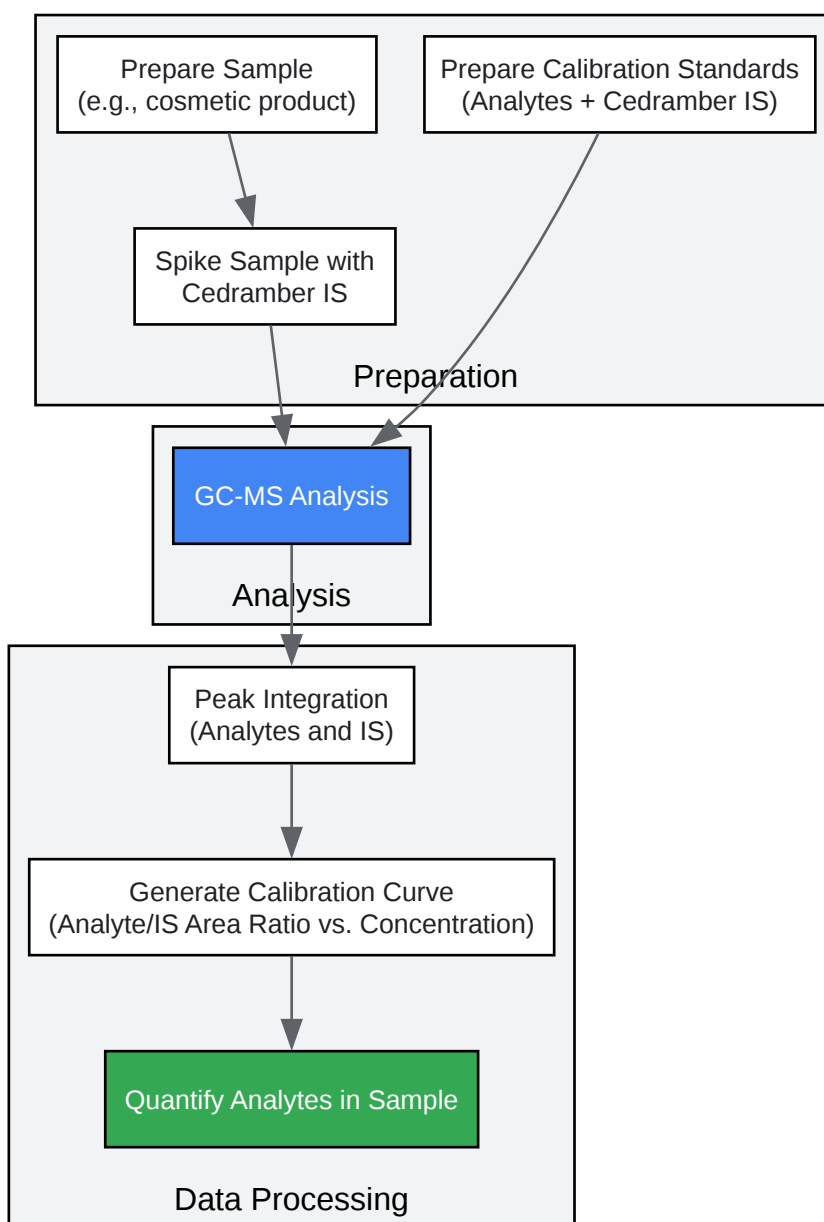 Prepare Sample
(e.g., cosmetic product)
Prepare Calibration Standards
(Analytes + Cedramber IS)
Spike Sample with
Cedramber IS
Preparation
GC-MS Analysis
Analysis
Peak Integration
(Analytes and IS)
Generate Calibration Curve
(Analyte/IS Area Ratio vs. Concentration)
Quantify Analytes in Sample
Data Processing